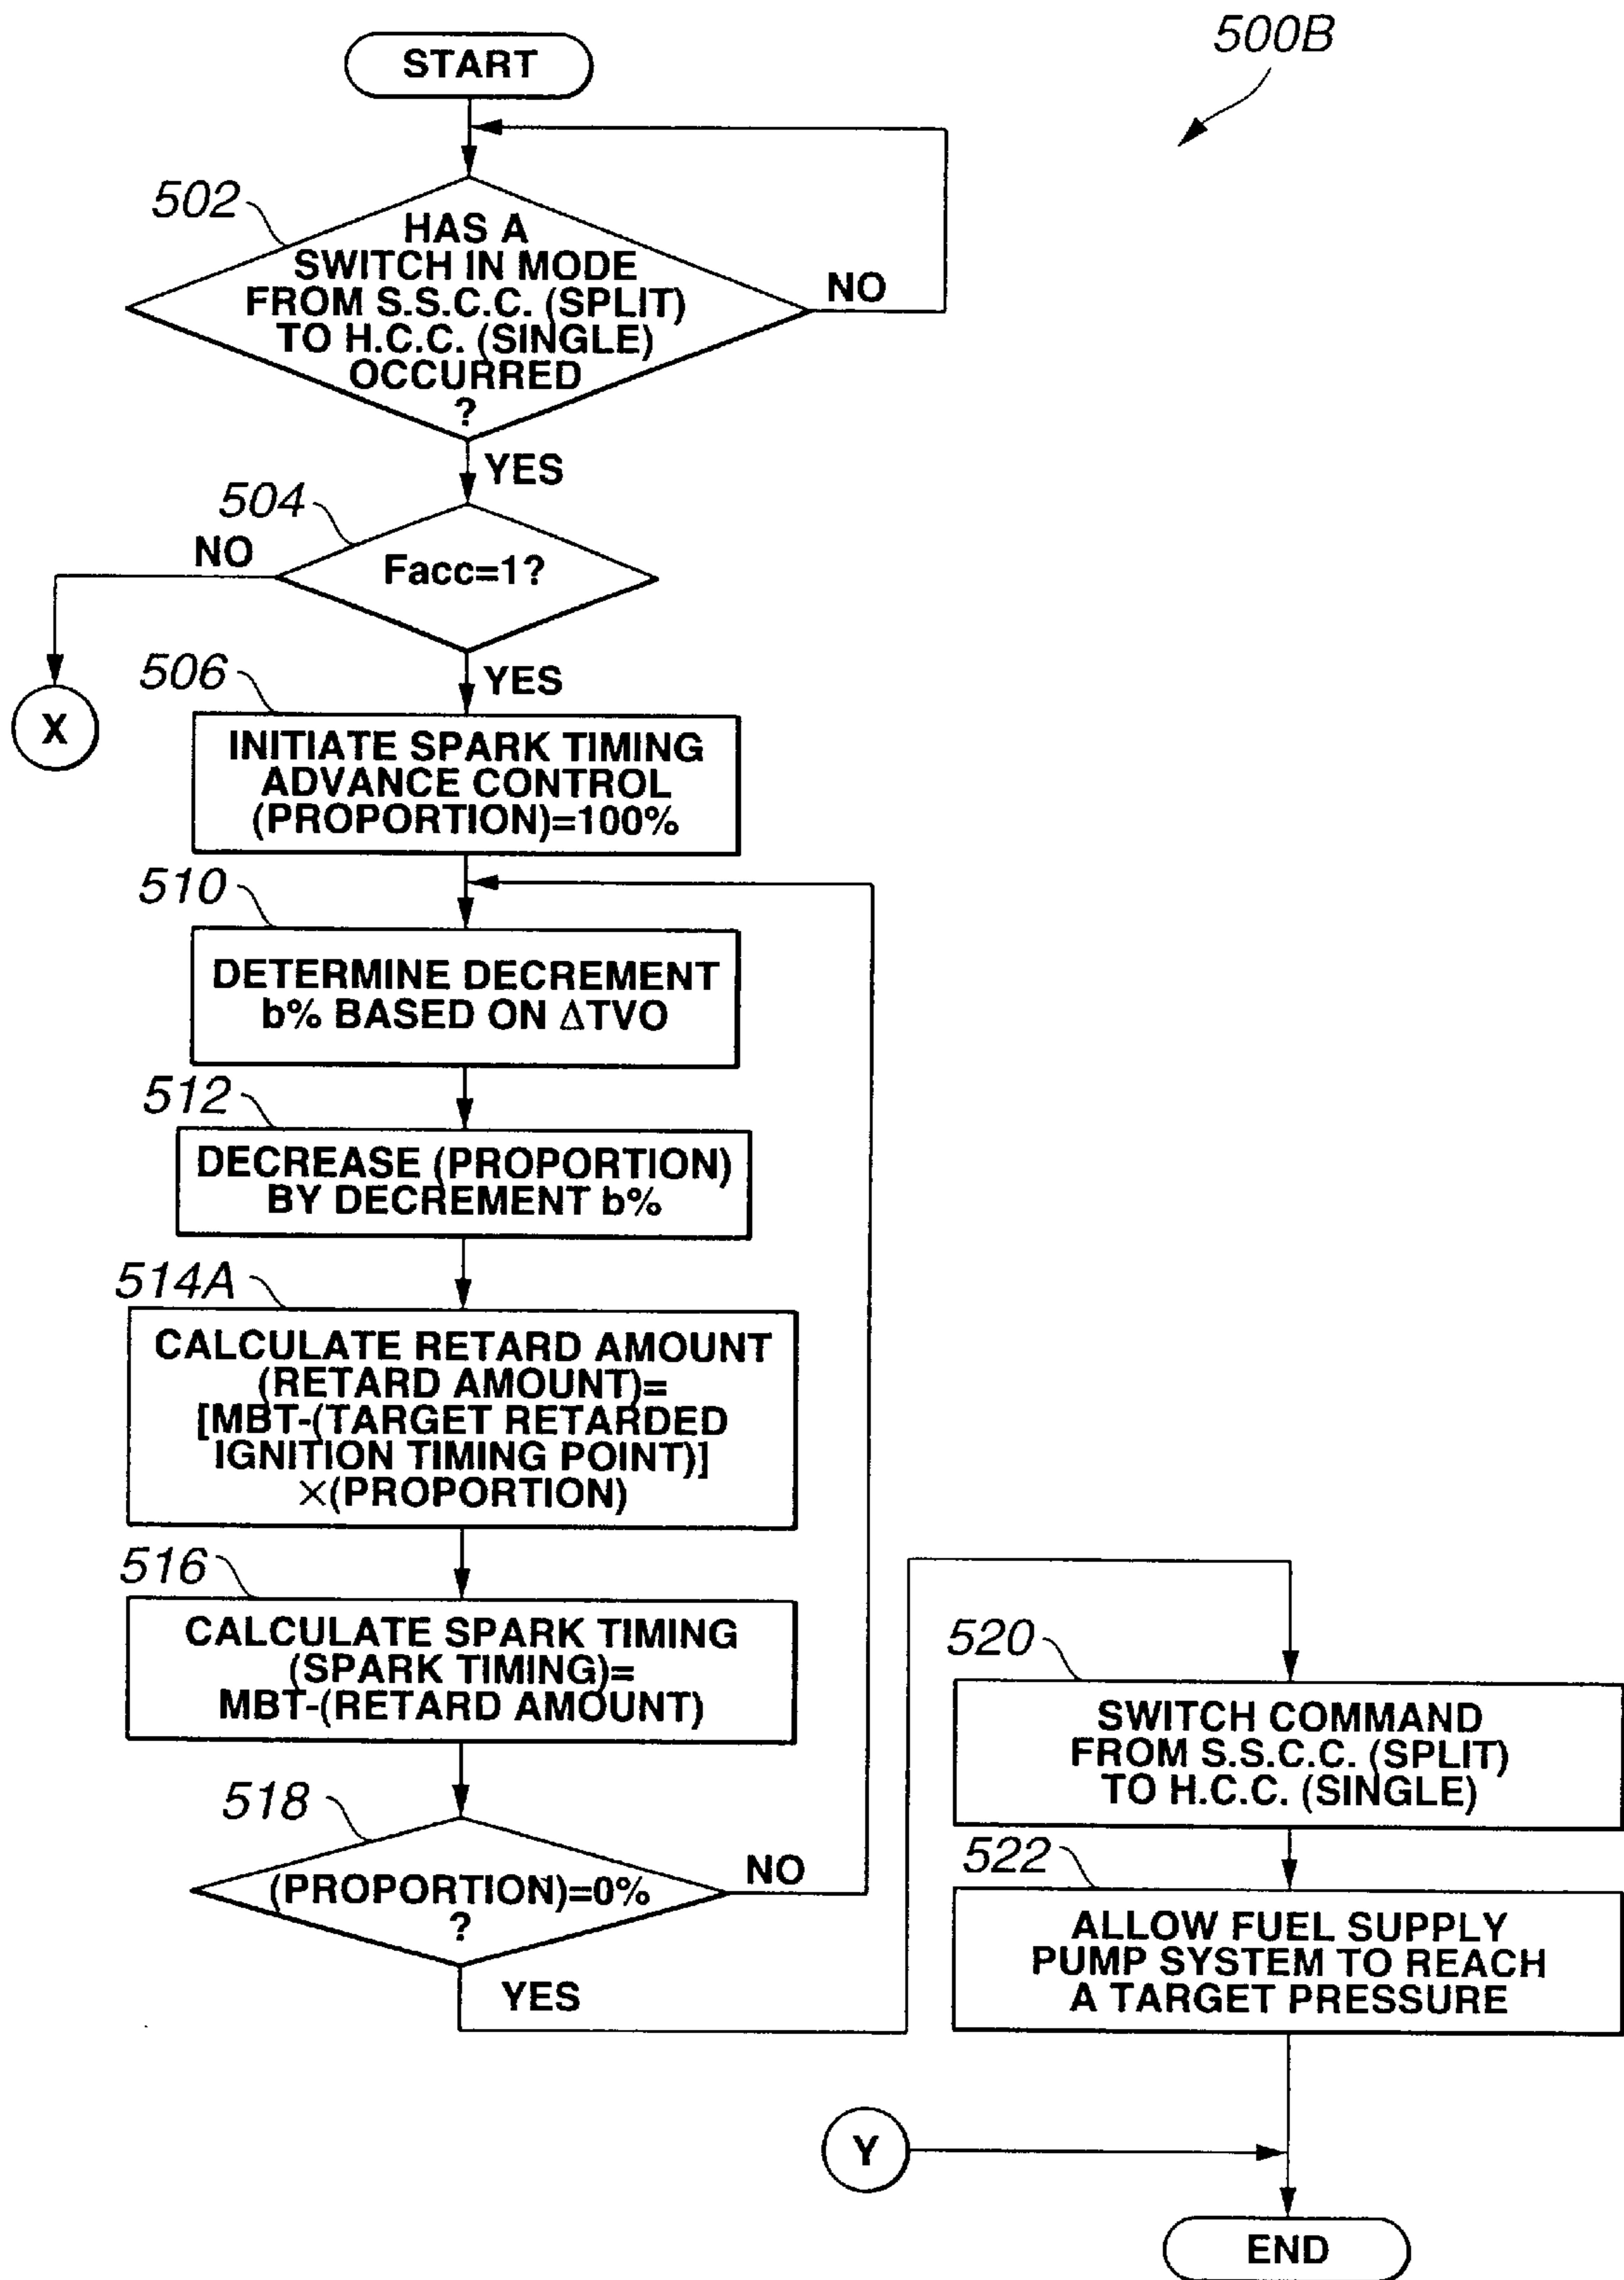 500B
START
502
HAS A
SWITCH IN MODE
FROM S.S.C.C. (SPLIT)
TO H.C.C. (SINGLE)
OCCURRED
?
NO
YES
504
NO
Facc=1?
X
YES
506
INITIATE SPARK TIMING
ADVANCE CONTROL
(PROPORTION)=100%
510
DETERMINE DECREMENT
b% BASED ON ΔTVO
512
DECREASE (PROPORTION)
BY DECREMENT b%
514A
CALCULATE RETARD AMOUNT
(RETARD AMOUNT)=
[MBT-(TARGET RETARDED
IGNITION TIMING POINT)]
×(PROPORTION)
516
CALCULATE SPARK TIMING
(SPARK TIMING)=
MBT-(RETARD AMOUNT)
518
(PROPORTION)=0%
?
NO
YES
520
SWITCH COMMAND
FROM S.S.C.C. (SPLIT)
TO H.C.C. (SINGLE)
522
ALLOW FUEL SUPPLY
PUMP SYSTEM TO REACH
A TARGET PRESSURE
Y
END